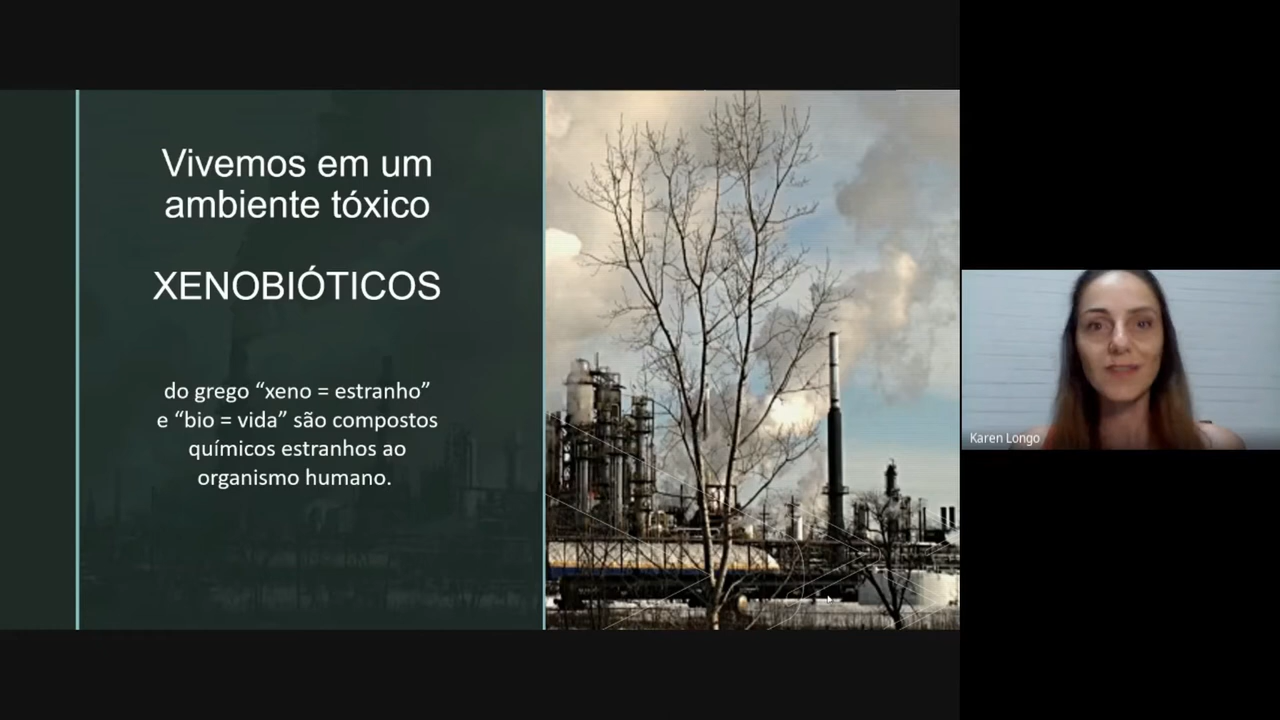 Vivemos em um
ambiente tóxico
XENOBIÓTICOS
do grego “xeno = estranho”
e “bio = vida” são compostos
químicos estranhos ao
organismo humano.
Karen Longo